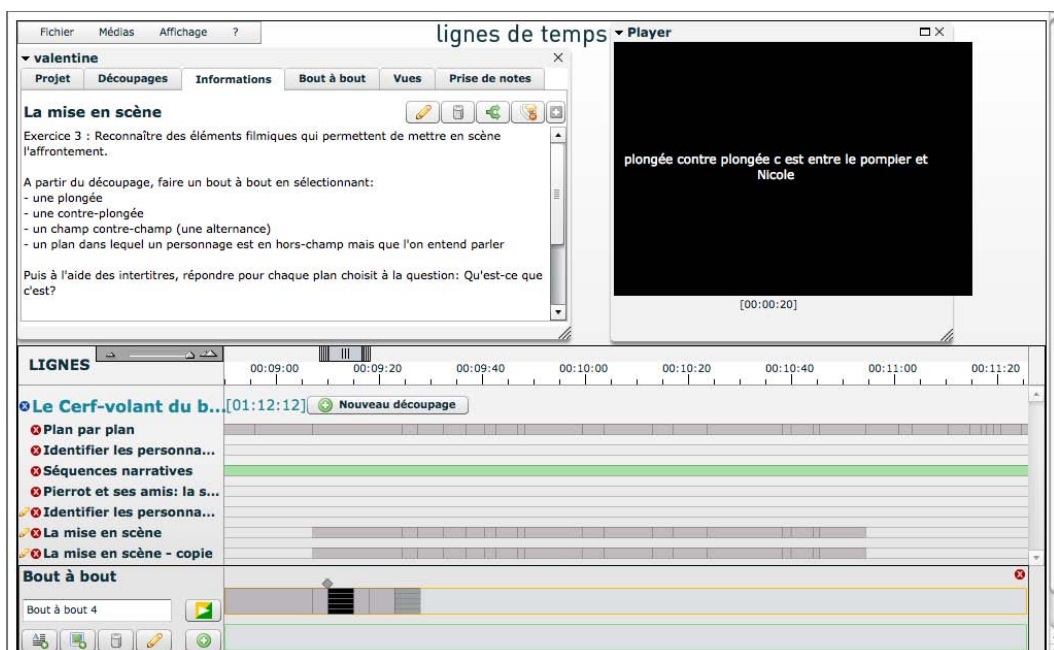 Fichier Médias Affichage ?
lignes de temps
valentine
Projet Découpages Informations Bout à bout Vues Prise de notes
La mise en scène
Exercice 3 : Reconnaître des éléments filmiques qui permettent de mettre en scène
l'affrontement.
A partir du découpage, faire un bout à bout en sélectionnant:
- une plongée
- une contre-plongée
- un champ contre-champ (une alternance)
- un plan dans lequel un personnage est en hors-champ mais que l'on entend parler
Puis à l'aide des intertitres, répondre pour chaque plan choisit à la question: Qu'est-ce que
c'est?
Player
plongée contre plongée c est entre le pompier et
Nicole
[00:00:20]
LIGNES
00:09:00 00:09:20 00:09:40 00:10:00 00:10:20 00:10:40 00:11:00 00:11:20
Le Cerf-volant du b... [01:12:12] Nouveau découpage
Plan par plan
Identifier les personna...
Séquences narratives
Pierrot et ses amis: la s...
Identifier les personna...
La mise en scène
La mise en scène - copie
Bout à bout
Bout à bout 4